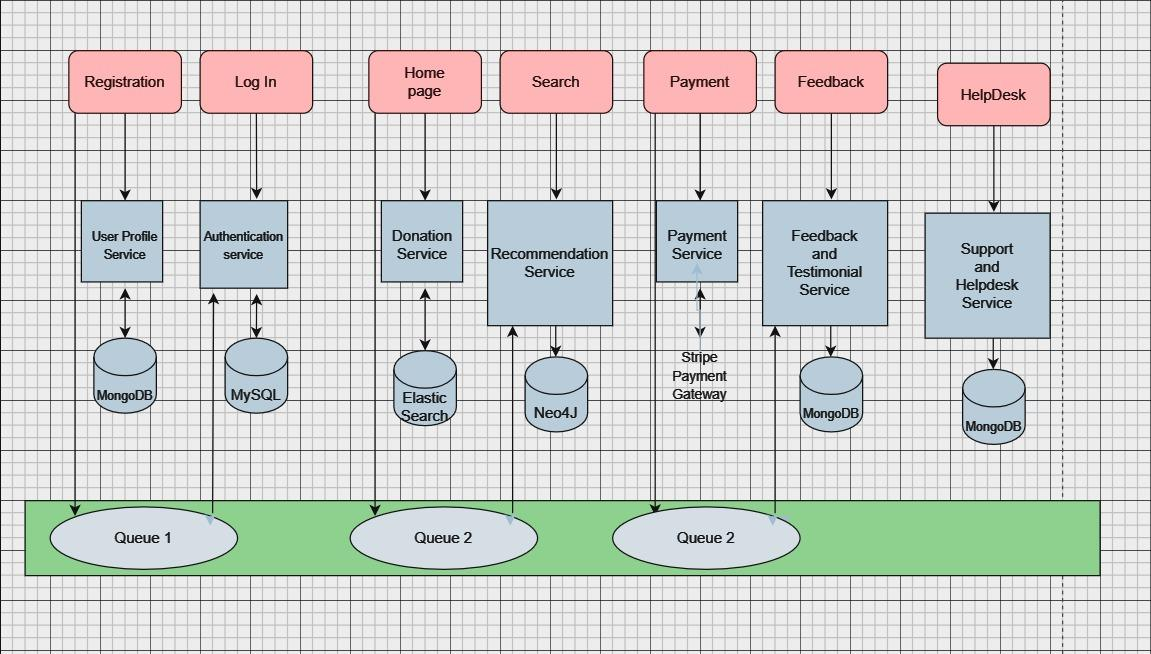 Registration
Log In
Home
page
Search
Payment
Feedback
HelpDesk
User Profile
Service
Authentication
service
Donation
Service
Recommendation
Service
Payment
Service
Feedback
and
Testimonial
Service
Support
and
Helpdesk
Service
MongoDB
MySQL
Elastic
Search
Neo4J
Stripe
Payment
Gateway
MongoDB
MongoDB
Queue 1
Queue 2
Queue 2